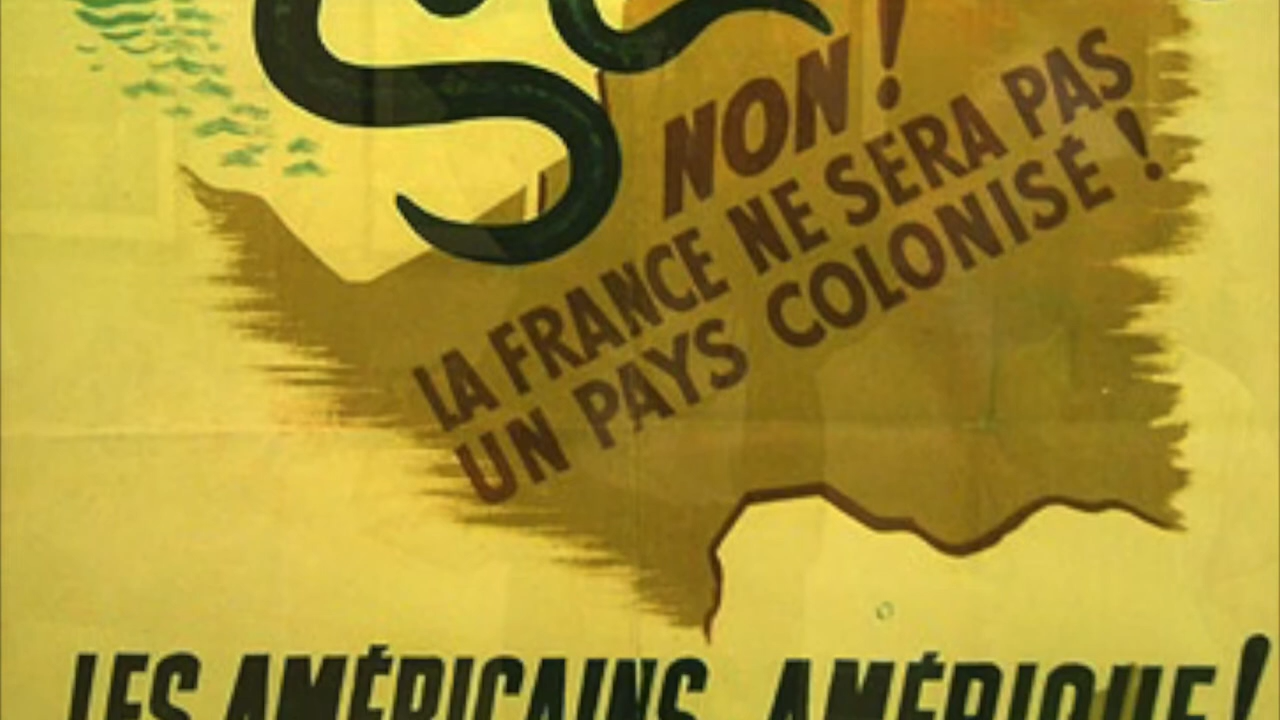 NON !
LA FRANCE NE SERA PAS
UN PAYS COLONISÉ !
LES AMÉRICAINS AMÉRIQUE !